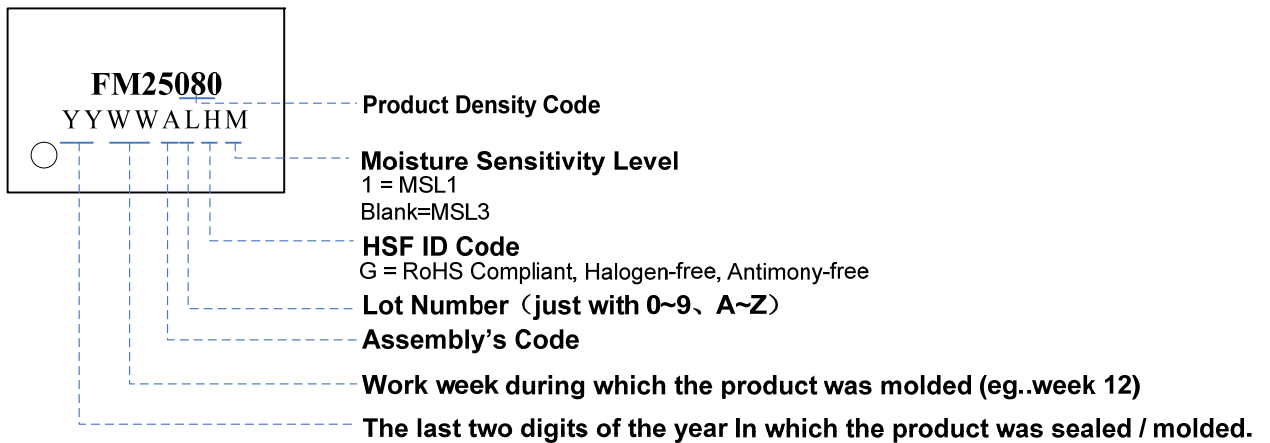 FM25080
YYWWALHM
Product Density Code
Moisture Sensitivity Level
1 = MSL1
Blank=MSL3
HSF ID Code
G = RoHS Compliant, Halogen-free, Antimony-free
Lot Number（just with 0~9、A~Z）
Assembly's Code
Work week during which the product was molded (eg..week 12)
The last two digits of the year In which the product was sealed / molded.